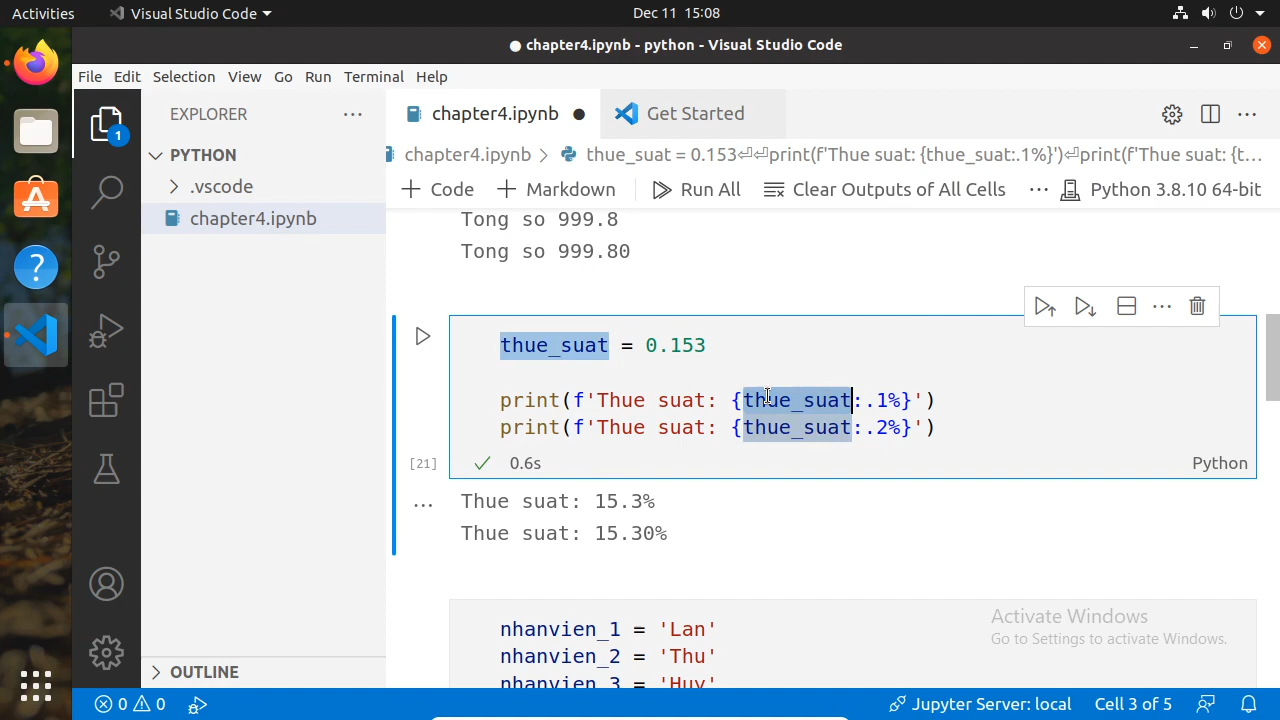 Activities
Visual Studio Code
Dec 11 15:08
● chapter4.ipynb - python - Visual Studio Code
File Edit Selection View Go Run Terminal Help
EXPLORER
chapter4.ipynb
Get Started
PYTHON
chapter4.ipynb > thue_suat = 0.153⏎⏎print(f'Thue suat: {thue_suat:.1%}')⏎print(f'Thue suat: {t...
.vscode
+ Code + Markdown Run All Clear Outputs of All Cells ... Python 3.8.10 64-bit
chapter4.ipynb
1
Tong so 999.8
Tong so 999.80
thue_suat = 0.153
print(f'Thue suat: {thue_suat:.1%}')
print(f'Thue suat: {thue_suat:.2%}')
[21] ✓ 0.6s Python
Thue suat: 15.3%
Thue suat: 15.30%
nhanvien_1 = 'Lan'
nhanvien_2 = 'Thu'
nhanvien_3 = 'Huy'
Activate Windows
Go to Settings to activate Windows.
OUTLINE
0 0 Jupyter Server: local Cell 3 of 5